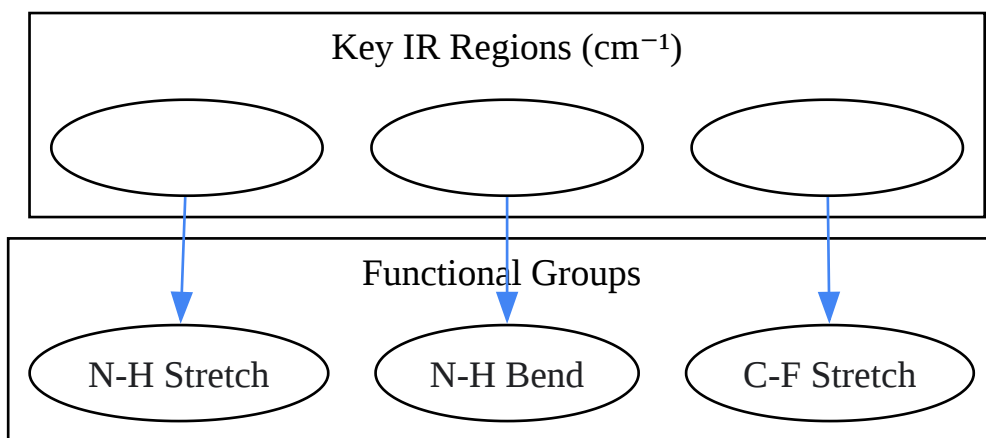 Key IR Regions (cm⁻¹)
Functional Groups
N-H Stretch
N-H Bend
C-F Stretch